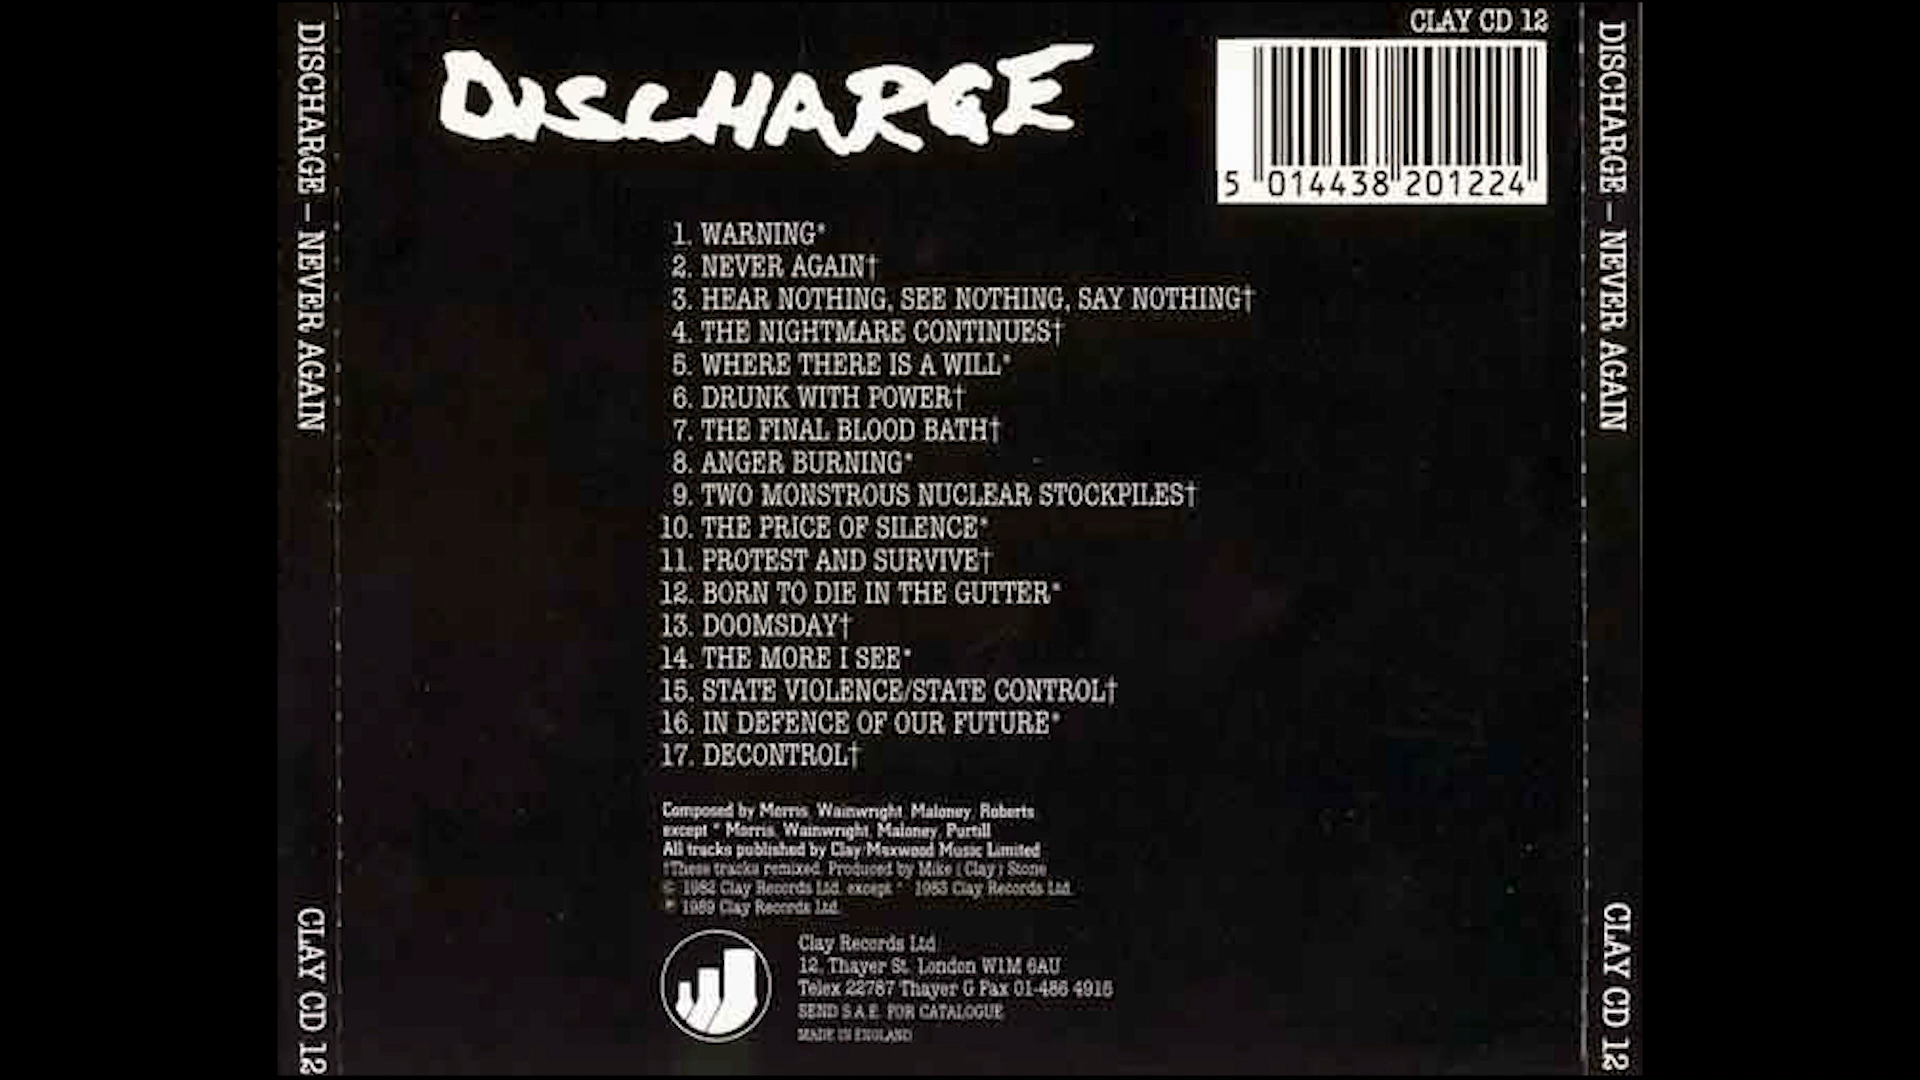 CLAY CD 12
DISCHARGE
5 014438 201224
DISCHARGE – NEVER AGAIN
CLAY CD 12
1. WARNING*
2. NEVER AGAIN†
3. HEAR NOTHING, SEE NOTHING, SAY NOTHING†
4. THE NIGHTMARE CONTINUES†
5. WHERE THERE IS A WILL*
6. DRUNK WITH POWER†
7. THE FINAL BLOOD BATH†
8. ANGER BURNING*
9. TWO MONSTROUS NUCLEAR STOCKPILES†
10. THE PRICE OF SILENCE*
11. PROTEST AND SURVIVE†
12. BORN TO DIE IN THE GUTTER*
13. DOOMSDAY†
14. THE MORE I SEE*
15. STATE VIOLENCE/STATE CONTROL†
16. IN DEFENCE OF OUR FUTURE*
17. DECONTROL†
Composed by Morris, Wainwright, Maloney, Roberts
except * Morris, Wainwright, Maloney, Purtill
All tracks published by Clay/Maxwood Music Limited
†These tracks remixed. Produced by Mike (Clay) Stone
© 1982 Clay Records Ltd. except * 1983 Clay Records Ltd.
℗ 1989 Clay Records Ltd.
Clay Records Ltd
12, Thayer St. London W1M 6AU
Telex 22787 Thayer G Fax 01-486 4915
SEND S.A.E. FOR CATALOGUE
MADE IN ENGLAND
DISCHARGE – NEVER AGAIN
CLAY CD 12